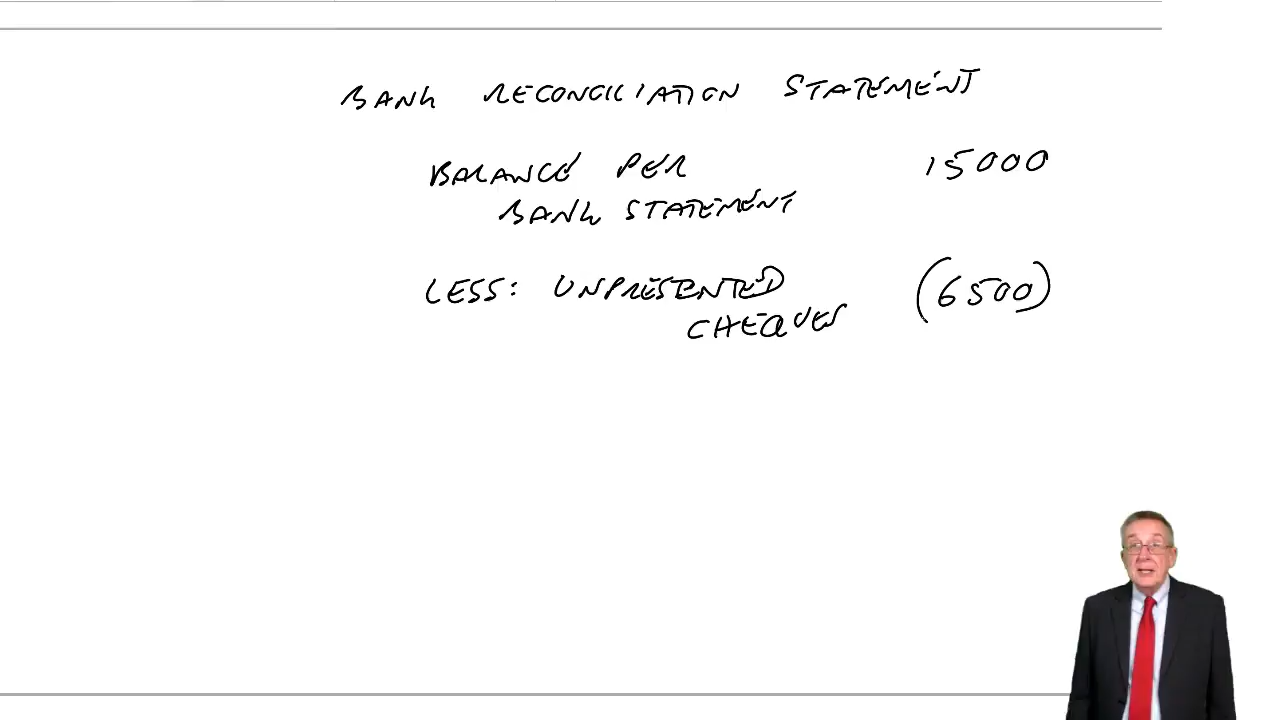 BANK RECONCILIATION STATEMENT
BALANCE PER 15000
BANK STATEMENT
LESS: UNPRESENTED (6500)
CHEQUES